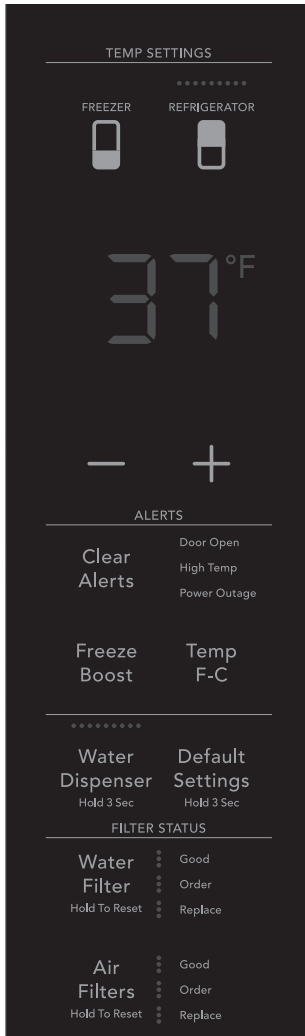 TEMP SETTINGS
FREEZER REFRIGERATOR
37°F
− +
ALERTS
Clear
Alerts
Door Open
High Temp
Power Outage
Freeze
Boost
Temp
F-C
Water
Dispenser
Hold 3 Sec
Default
Settings
Hold 3 Sec
FILTER STATUS
Water
Filter
Hold To Reset
Good
Order
Replace
Air
Filters
Hold To Reset
Good
Order
Replace